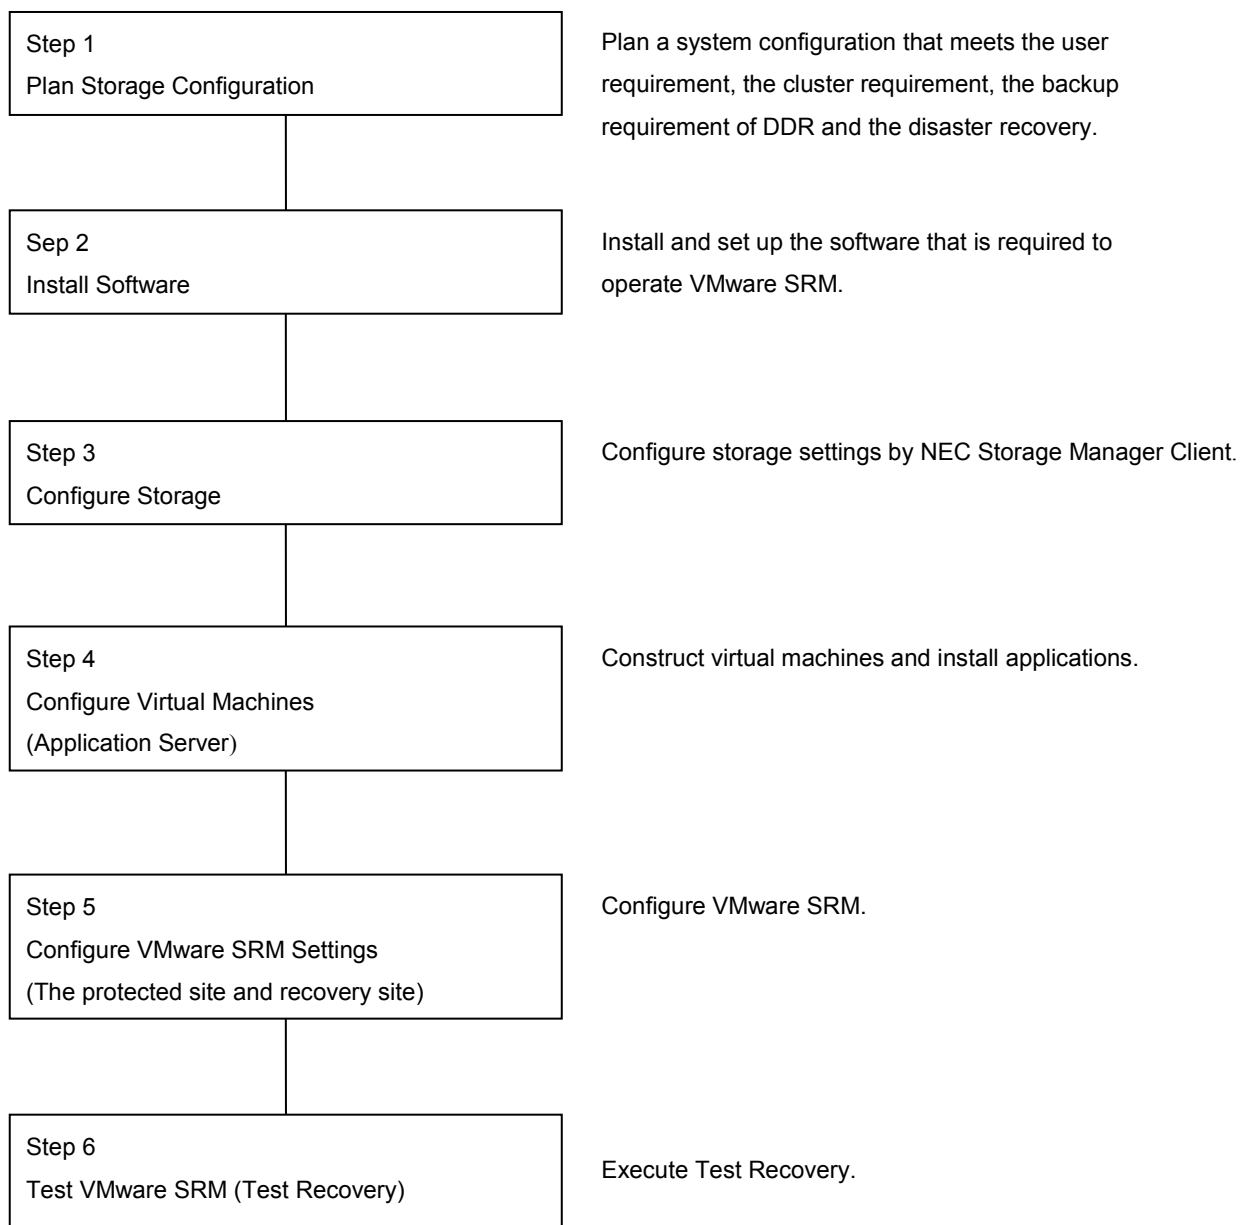 Step 1
Plan Storage Configuration
Plan a system configuration that meets the user
requirement, the cluster requirement, the backup
requirement of DDR and the disaster recovery.
Sep 2
Install Software
Install and set up the software that is required to
operate VMware SRM.
Step 3
Configure Storage
Configure storage settings by NEC Storage Manager Client.
Step 4
Configure Virtual Machines
(Application Server)
Construct virtual machines and install applications.
Step 5
Configure VMware SRM Settings
(The protected site and recovery site)
Configure VMware SRM.
Step 6
Test VMware SRM (Test Recovery)
Execute Test Recovery.